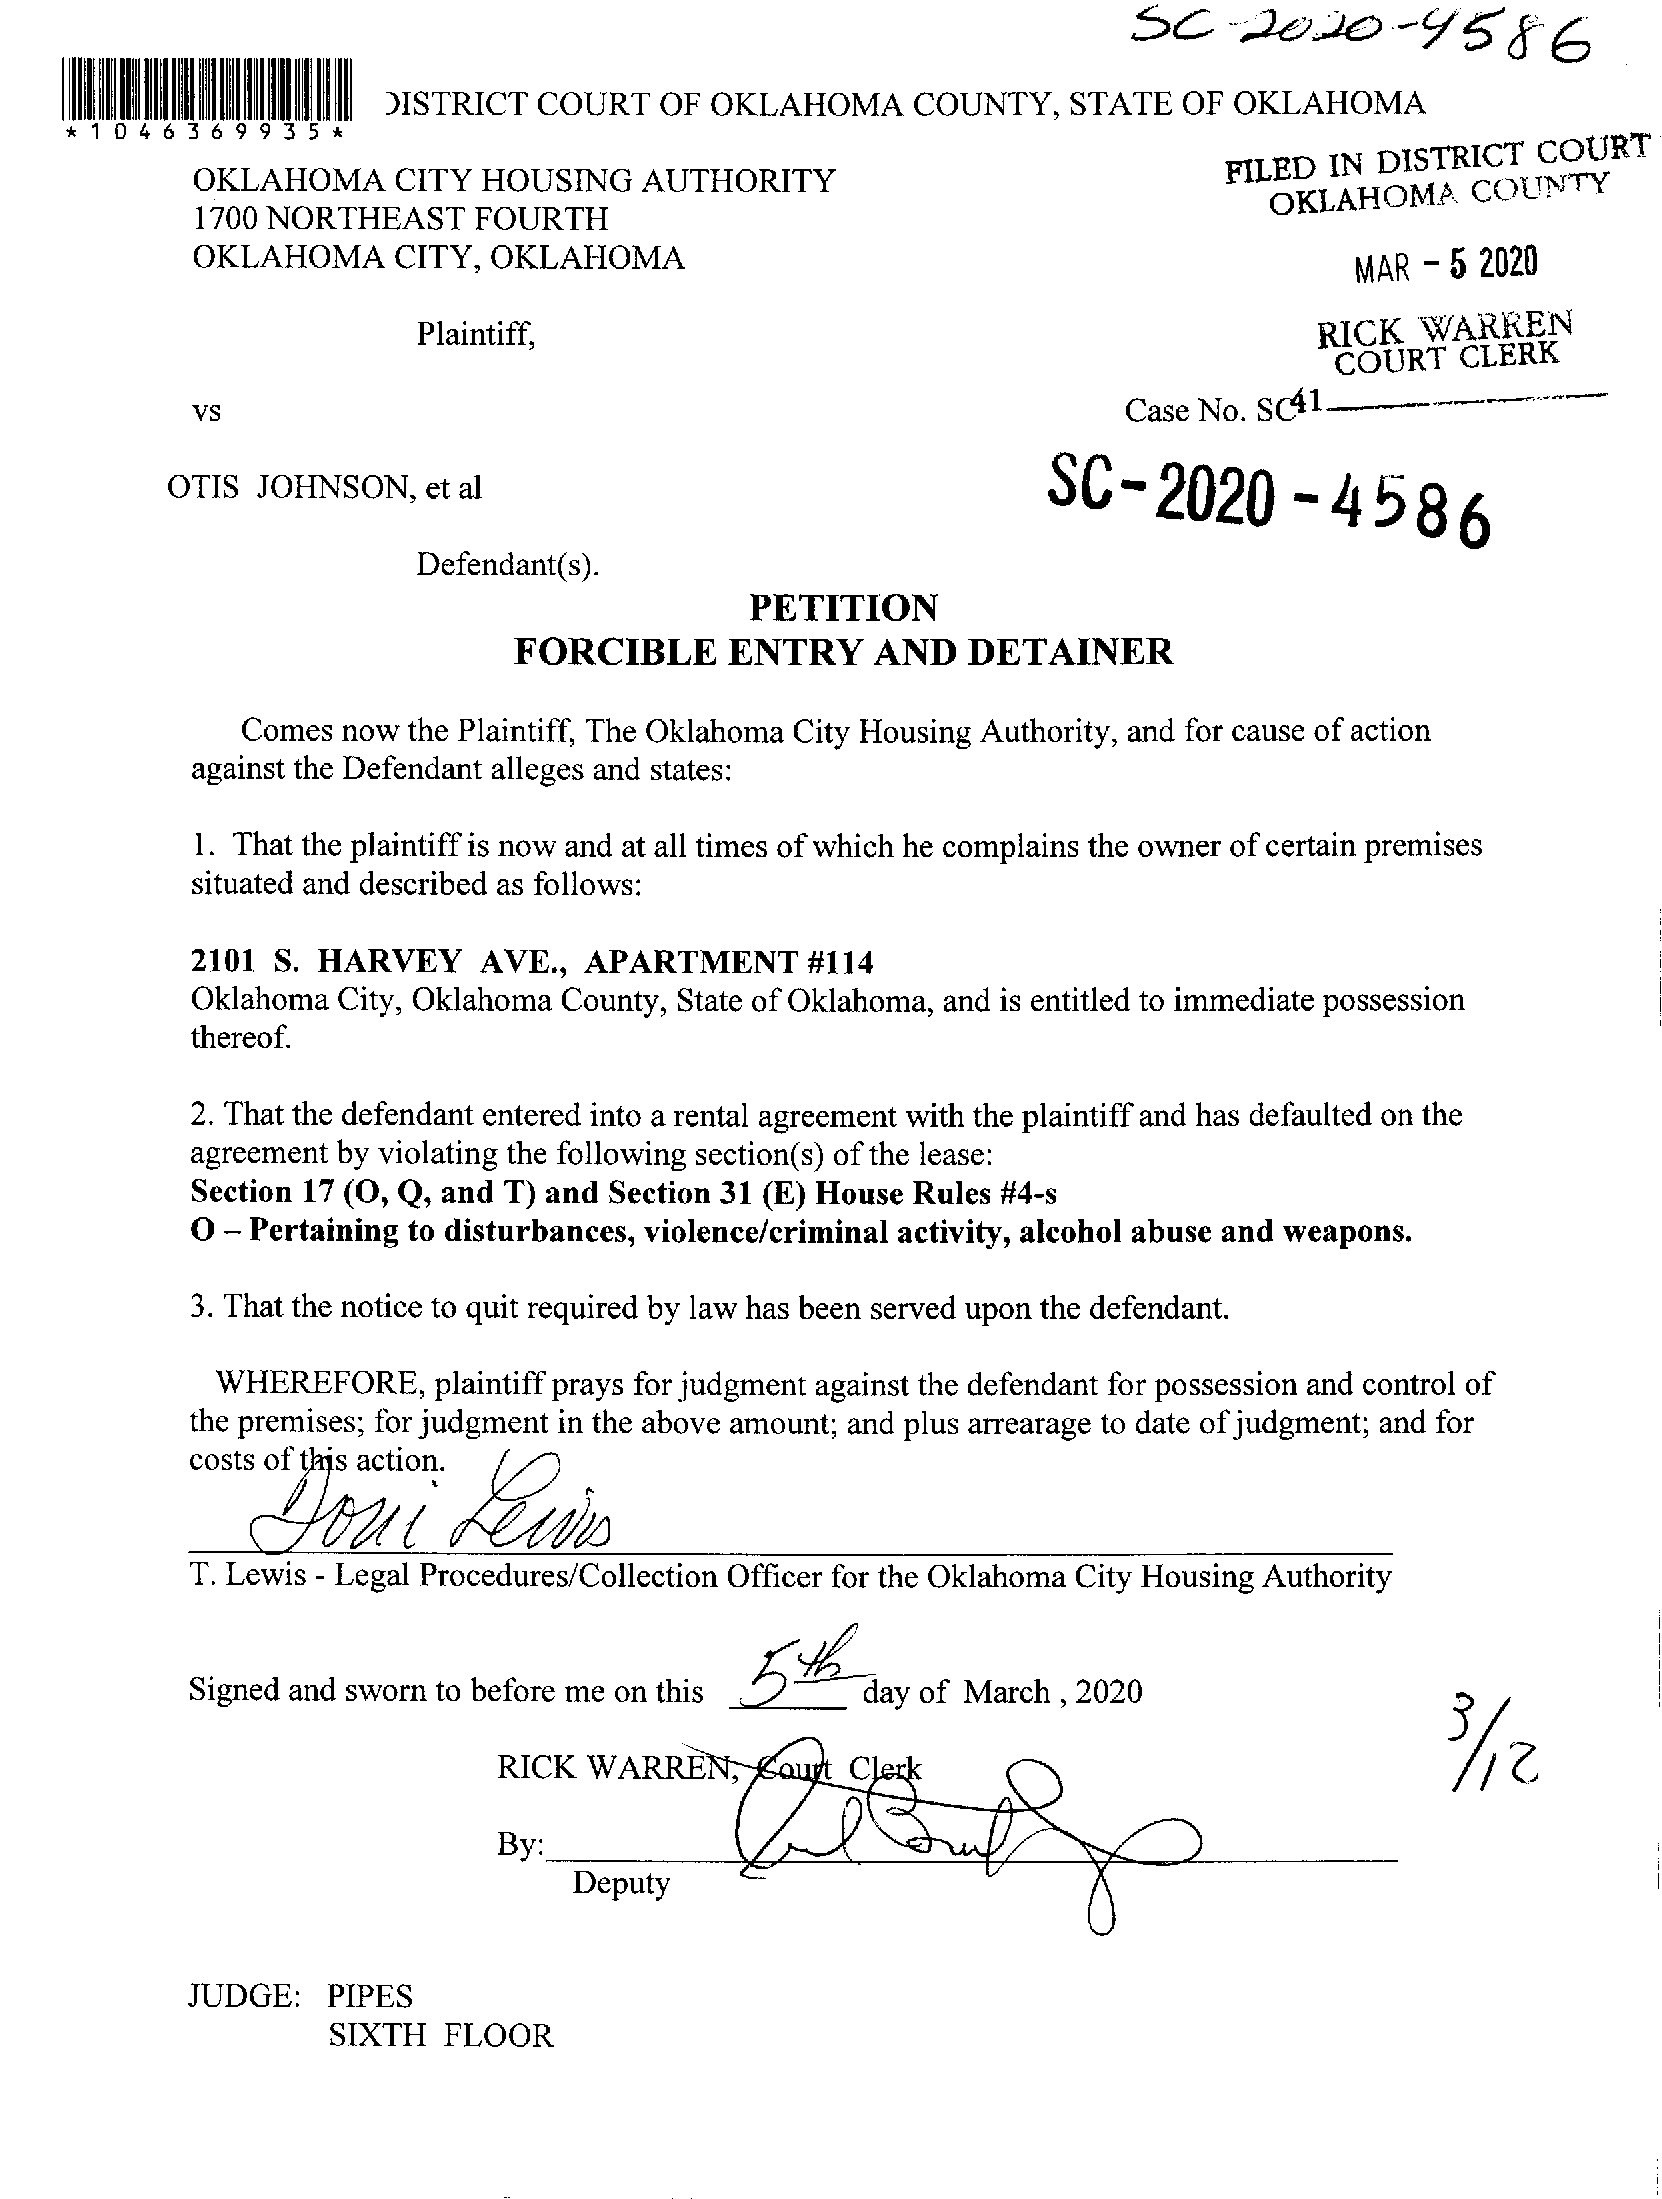 SC-2020-4586
*1046369935*
DISTRICT COURT OF OKLAHOMA COUNTY, STATE OF OKLAHOMA
FILED IN DISTRICT COURT
OKLAHOMA COUNTY
OKLAHOMA CITY HOUSING AUTHORITY
1700 NORTHEAST FOURTH
OKLAHOMA CITY, OKLAHOMA
MAR - 5 2020
Plaintiff,
RICK WARREN
COURT CLERK
vs
Case No. SC
41
OTIS JOHNSON, et al
SC-2020-4586
Defendant(s).
PETITION
FORCIBLE ENTRY AND DETAINER
Comes now the Plaintiff, The Oklahoma City Housing Authority, and for cause of action
against the Defendant alleges and states:
1. That the plaintiff is now and at all times of which he complains the owner of certain premises
situated and described as follows:
2101 S. HARVEY AVE., APARTMENT #114
Oklahoma City, Oklahoma County, State of Oklahoma, and is entitled to immediate possession
thereof.
2. That the defendant entered into a rental agreement with the plaintiff and has defaulted on the
agreement by violating the following section(s) of the lease:
Section 17 (O, Q, and T) and Section 31 (E) House Rules #4-s
O – Pertaining to disturbances, violence/criminal activity, alcohol abuse and weapons.
3. That the notice to quit required by law has been served upon the defendant.
WHEREFORE, plaintiff prays for judgment against the defendant for possession and control of
the premises; for judgment in the above amount; and plus arrearage to date of judgment; and for
costs of this action.
Toni Lewis
T. Lewis - Legal Procedures/Collection Officer for the Oklahoma City Housing Authority
Signed and sworn to before me on this 5th day of March , 2020
3/12
RICK WARREN, Court Clerk
By:
Deputy
JUDGE: PIPES
SIXTH FLOOR